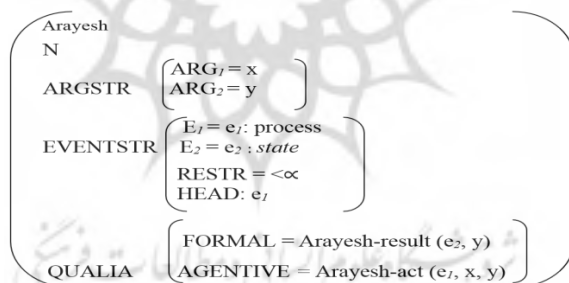 Arayesh
N
ARGSTR
ARG₁ = x
ARG₂ = y
EVENTSTR
E₁ = e₁: process
E₂ = e₂ : state
RESTR = <∝
HEAD: e₁
QUALIA
FORMAL = Arayesh-result (e₂, y)
AGENTIVE = Arayesh-act (e₁, x, y)